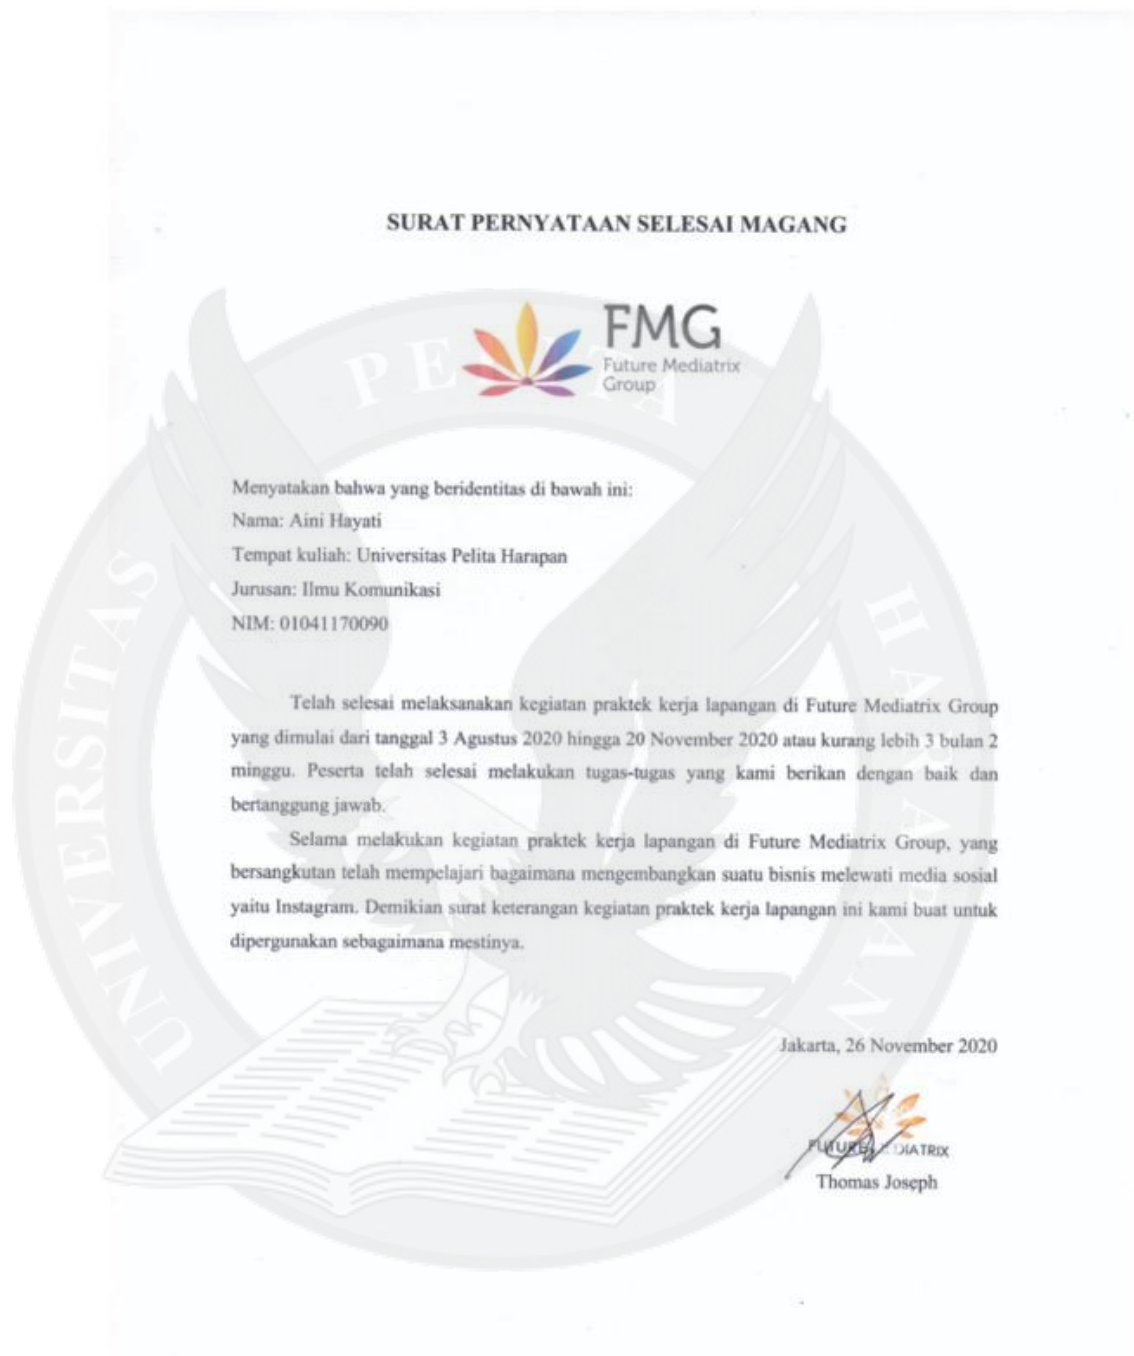 SURAT PERNYATAAN SELESAI MAGANG
FMG
Future Mediatrix
Group
UNIVERSITAS PELITA HARAPAN
Menyatakan bahwa yang beridentitas di bawah ini:
Nama: Aini Hayati
Tempat kuliah: Universitas Pelita Harapan
Jurusan: Ilmu Komunikasi
NIM: 01041170090
Telah selesai melaksanakan kegiatan praktek kerja lapangan di Future Mediatrix Group
yang dimulai dari tanggal 3 Agustus 2020 hingga 20 November 2020 atau kurang lebih 3 bulan 2
minggu. Peserta telah selesai melakukan tugas-tugas yang kami berikan dengan baik dan
bertanggung jawab.
Selama melakukan kegiatan praktek kerja lapangan di Future Mediatrix Group, yang
bersangkutan telah mempelajari bagaimana mengembangkan suatu bisnis melewati media sosial
yaitu Instagram. Demikian surat keterangan kegiatan praktek kerja lapangan ini kami buat untuk
dipergunakan sebagaimana mestinya.
Jakarta, 26 November 2020
FUTURE MEDIATRIX
Thomas Joseph